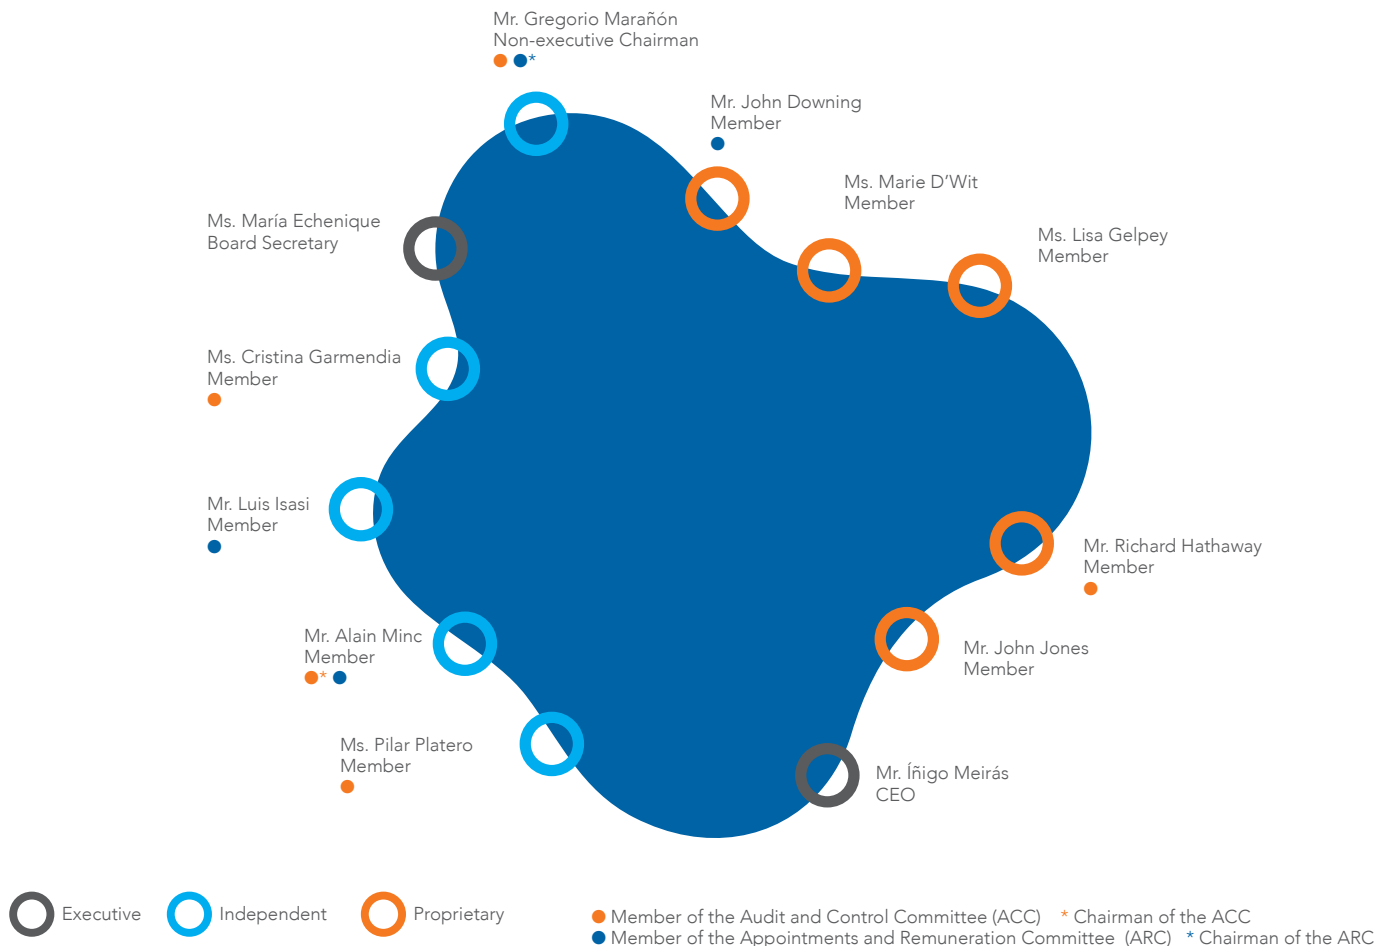 Mr. Gregorio Marañón
Non-executive Chairman
*
Mr. John Downing
Member
Ms. Marie D’Wit
Member
Ms. Lisa Gelpey
Member
Ms. María Echenique
Board Secretary
Ms. Cristina Garmendia
Member
Mr. Luis Isasi
Member
Mr. Richard Hathaway
Member
Mr. Alain Minc
Member
*
Mr. John Jones
Member
Ms. Pilar Platero
Member
Mr. Íñigo Meirás
CEO
Executive
Independent
Proprietary
Member of the Audit and Control Committee (ACC) * Chairman of the ACC
Member of the Appointments and Remuneration Committee (ARC) * Chairman of the ARC